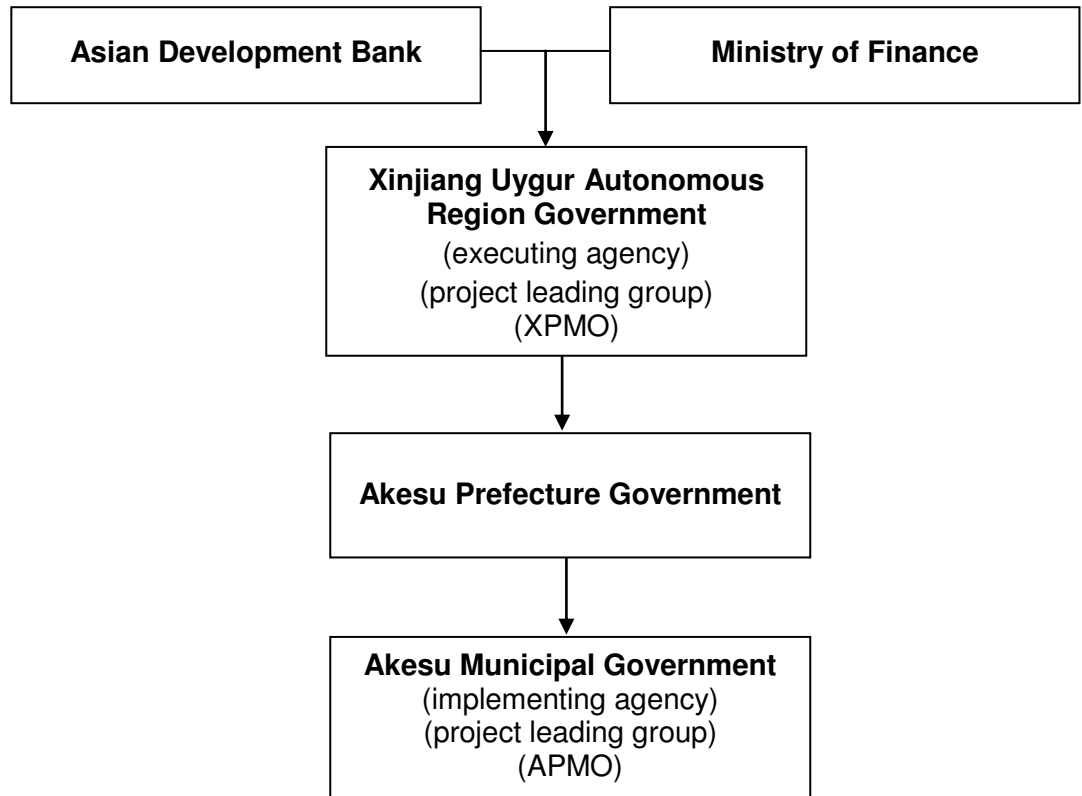 Asian Development Bank
Ministry of Finance
Xinjiang Uygur Autonomous
Region Government
(executing agency)
(project leading group)
(XPMO)
Akesu Prefecture Government
Akesu Municipal Government
(implementing agency)
(project leading group)
(APMO)